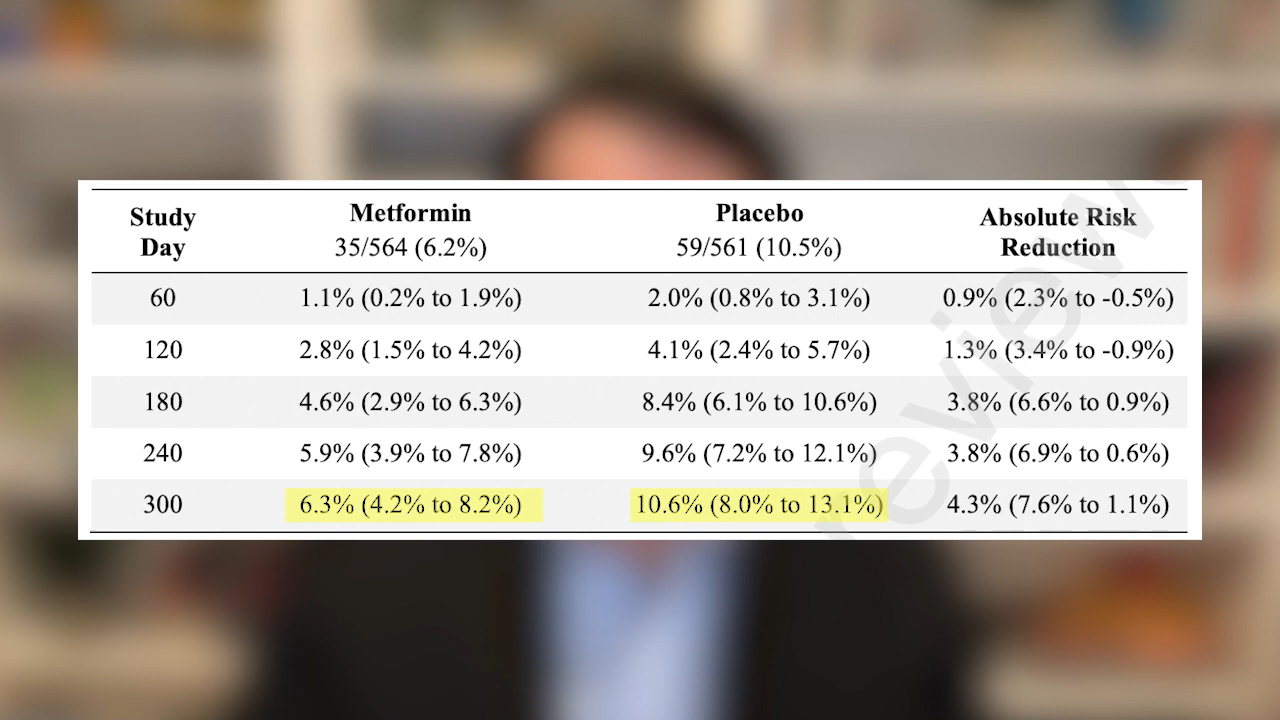 Study Day
Metformin
35/564 (6.2%)
Placebo
59/561 (10.5%)
Absolute Risk
Reduction
60 1.1% (0.2% to 1.9%) 2.0% (0.8% to 3.1%) 0.9% (2.3% to -0.5%)
120 2.8% (1.5% to 4.2%) 4.1% (2.4% to 5.7%) 1.3% (3.4% to -0.9%)
180 4.6% (2.9% to 6.3%) 8.4% (6.1% to 10.6%) 3.8% (6.6% to 0.9%)
240 5.9% (3.9% to 7.8%) 9.6% (7.2% to 12.1%) 3.8% (6.9% to 0.6%)
300 6.3% (4.2% to 8.2%) 10.6% (8.0% to 13.1%) 4.3% (7.6% to 1.1%)